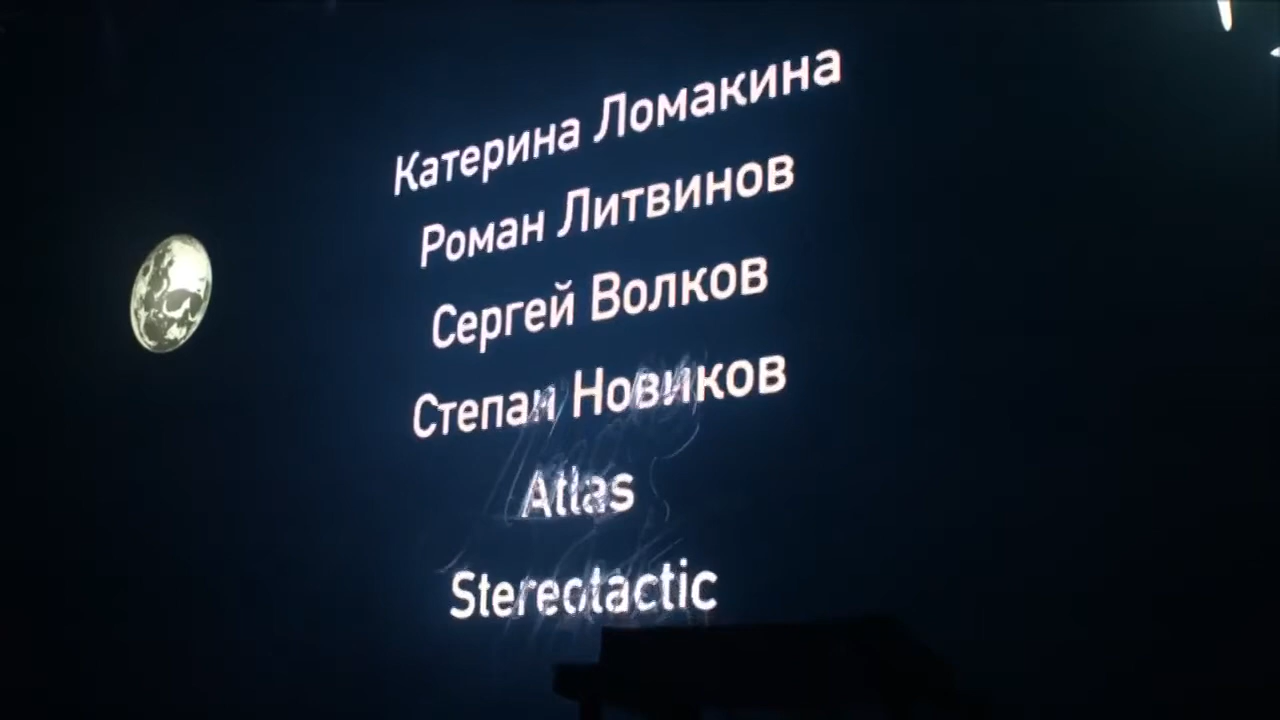 Катерина Ломакина
Роман Литвинов
Сергей Волков
Степан Новиков
Atlas
Stereotactic